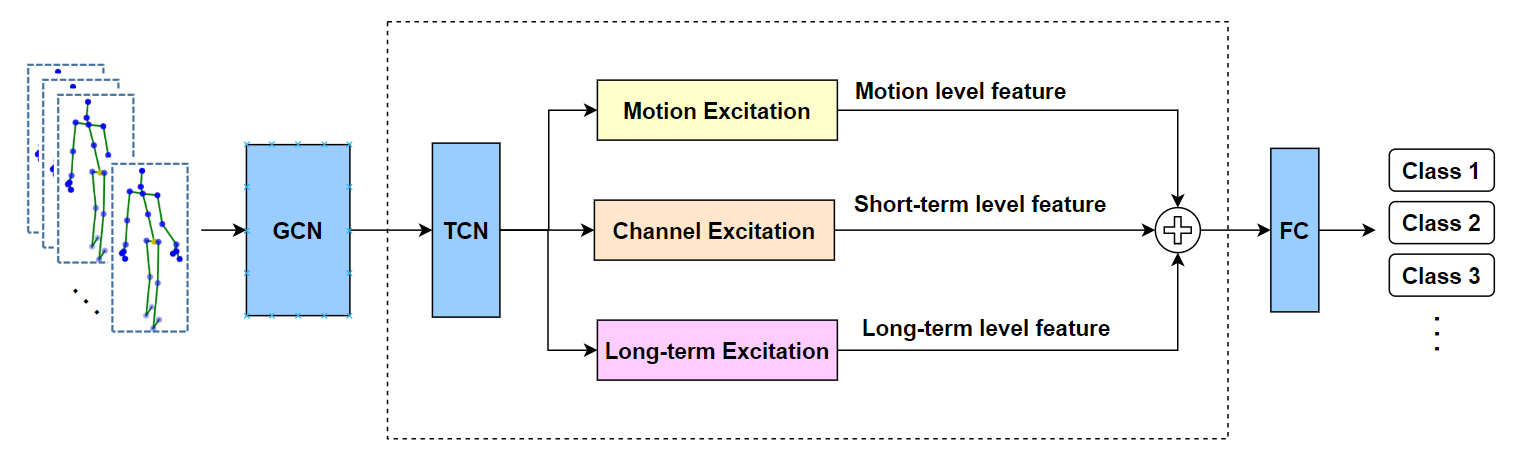 GCN
TCN
Motion Excitation
Channel Excitation
Long-term Excitation
Motion level feature
Short-term level feature
Long-term level feature
FC
Class 1
Class 2
Class 3